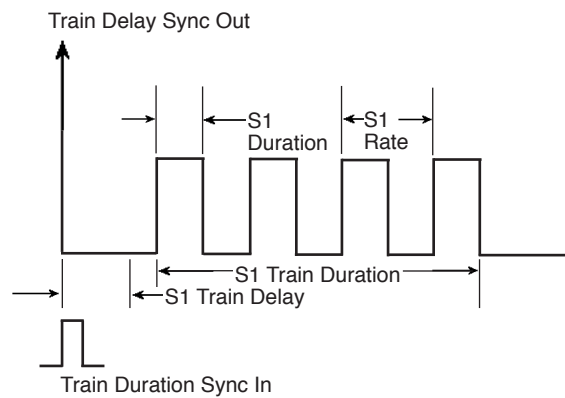 Train Delay Sync Out
S1
Duration
S1
Rate
S1 Train Duration
S1 Train Delay
Train Duration Sync In